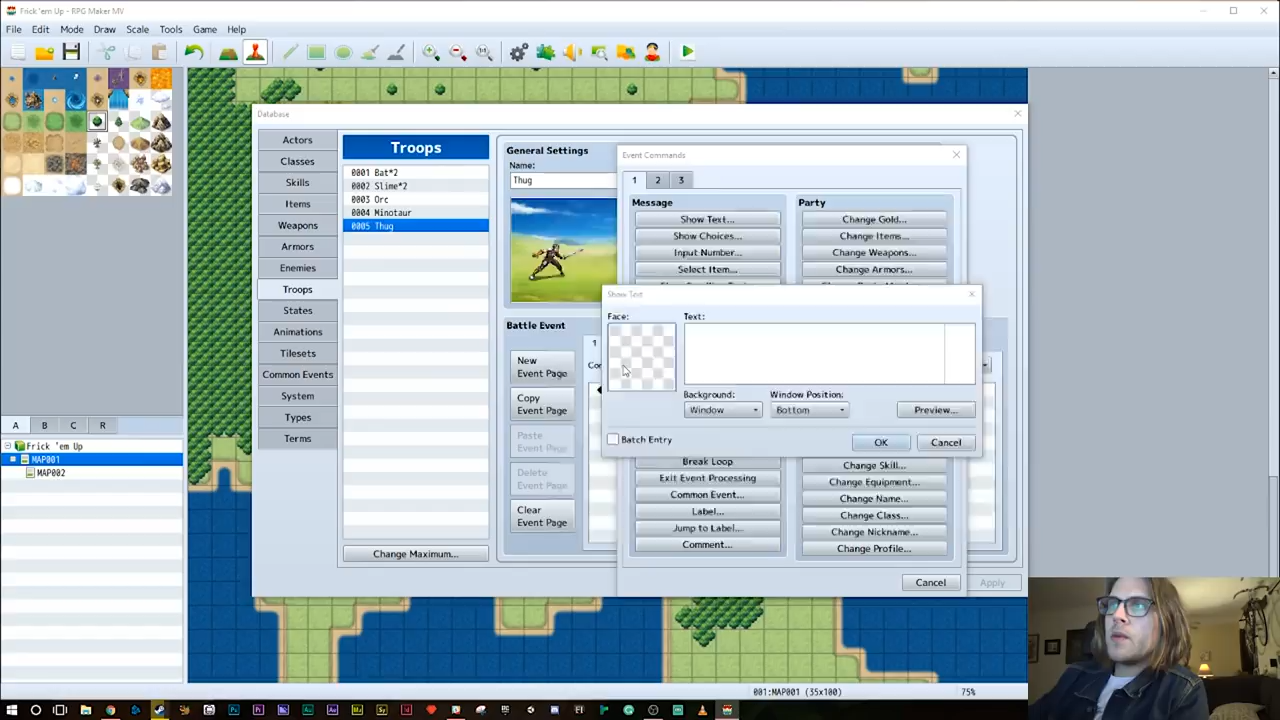 Frick 'em Up - RPG Maker MV
File Edit Mode Draw Scale Tools Game Help
Database
Actors
Classes
Skills
Items
Weapons
Armors
Enemies
Troops
States
Animations
Tilesets
Common Events
System
Types
Terms
Troops
0001 Bat*2
0002 Slime*2
0003 Orc
0004 Minotaur
0005 Thug
Change Maximum...
General Settings
Name:
Thug
Battle Event
1
New
Event Page
Copy
Event Page
Paste
Event Page
Delete
Event Page
Clear
Event Page
Event Commands
1 2 3
Message
Show Text...
Show Choices...
Input Number...
Select Item...
Party
Change Gold...
Change Items...
Change Weapons...
Change Armors...
Show Text
Face:
Text:
Background:
Window
Window Position:
Bottom
Preview...
Batch Entry
OK
Cancel
Break Loop
Exit Event Processing
Common Event...
Label...
Jump to Label...
Comment...
Change Skill...
Change Equipment...
Change Name...
Change Class...
Change Nickname...
Change Profile...
Cancel
Apply
A B C R
Frick 'em Up
MAP001
MAP002
001:MAP001 (35x100)
75%